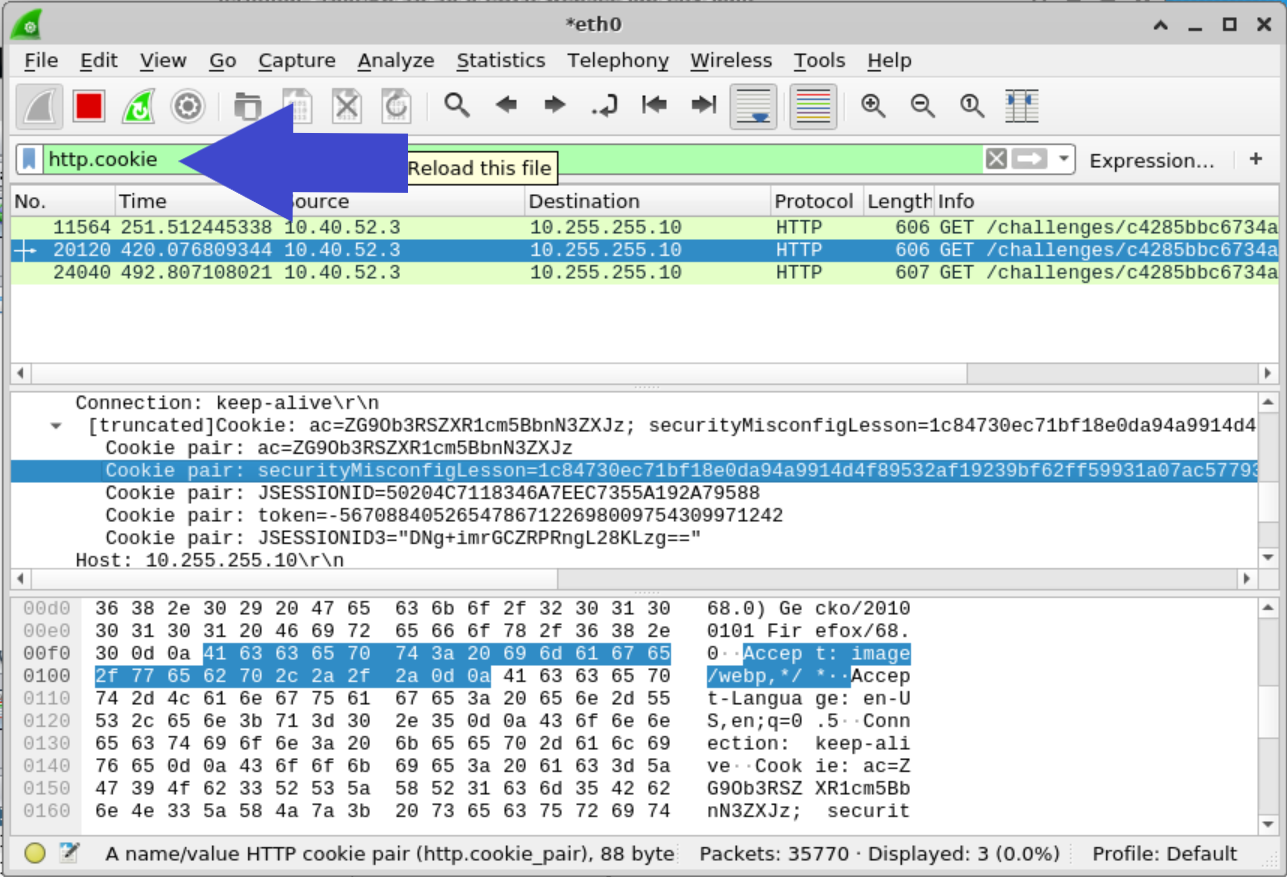 *eth0
File Edit View Go Capture Analyze Statistics Telephony Wireless Tools Help
http.cookie
Reload this file
Expression… +
No. Time Source Destination Protocol Length Info
11564 251.512445338 10.40.52.3 10.255.255.10 HTTP 606 GET /challenges/c4285bbc6734a
20120 420.076809344 10.40.52.3 10.255.255.10 HTTP 606 GET /challenges/c4285bbc6734a
24040 492.807108021 10.40.52.3 10.255.255.10 HTTP 607 GET /challenges/c4285bbc6734a
Connection: keep-alive\r\n
[truncated]Cookie: ac=ZG9Ob3RSZXR1cm5BbnN3ZXJz; securityMisconfigLesson=1c84730ec71bf18e0da94a9914d4
Cookie pair: ac=ZG9Ob3RSZXR1cm5BbnN3ZXJz
Cookie pair: securityMisconfigLesson=1c84730ec71bf18e0da94a9914d4f89532af19239bf62ff59931a07ac57793
Cookie pair: JSESSIONID=50204C7118346A7EEC7355A192A79588
Cookie pair: token=-56708840526547867122698009754309971242
Cookie pair: JSESSIONID3="DNg+imrGCZRPRngL28KLzg=="
Host: 10.255.255.10\r\n
00d0 36 38 2e 30 29 20 47 65 63 6b 6f 2f 32 30 31 30 68.0) Ge cko/2010
00e0 30 31 30 31 20 46 69 72 65 66 6f 78 2f 36 38 2e 0101 Fir efox/68.
00f0 30 0d 0a 41 63 63 65 70 74 3a 20 69 6d 61 67 65 0··Accep t: image
0100 2f 77 65 62 70 2c 2a 2f 2a 0d 0a 41 63 63 65 70 /webp,*/ *··Accep
0110 74 2d 4c 61 6e 67 75 61 67 65 3a 20 65 6e 2d 55 t-Langua ge: en-U
0120 53 2c 65 6e 3b 71 3d 30 2e 35 0d 0a 43 6f 6e 6e S,en;q=0 .5··Conn
0130 65 63 74 69 6f 6e 3a 20 6b 65 65 70 2d 61 6c 69 ection: keep-ali
0140 76 65 0d 0a 43 6f 6f 6b 69 65 3a 20 61 63 3d 5a ve··Cook ie: ac=Z
0150 47 39 4f 62 33 52 53 5a 58 52 31 63 6d 35 42 62 G9Ob3RSZ XR1cm5Bb
0160 6e 4e 33 5a 58 4a 7a 3b 20 73 65 63 75 72 69 74 nN3ZXJz; securit
A name/value HTTP cookie pair (http.cookie_pair), 88 byte Packets: 35770 · Displayed: 3 (0.0%) Profile: Default